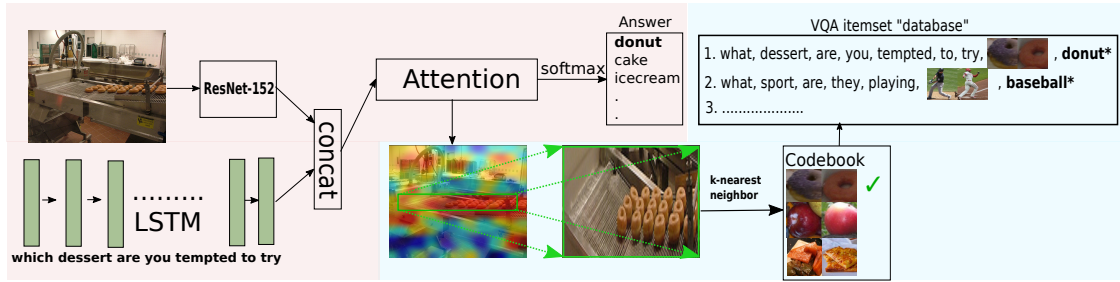 ResNet-152
concat
Attention
softmax
Answer
donut
cake
icecream
.
.
.........
LSTM
which dessert are you tempted to try
VQA itemset "database"
1. what, dessert, are, you, tempted, to, try, , donut*
2. what, sport, are, they, playing, , baseball*
3. .....................
k-nearest
neighbor
Codebook
✓